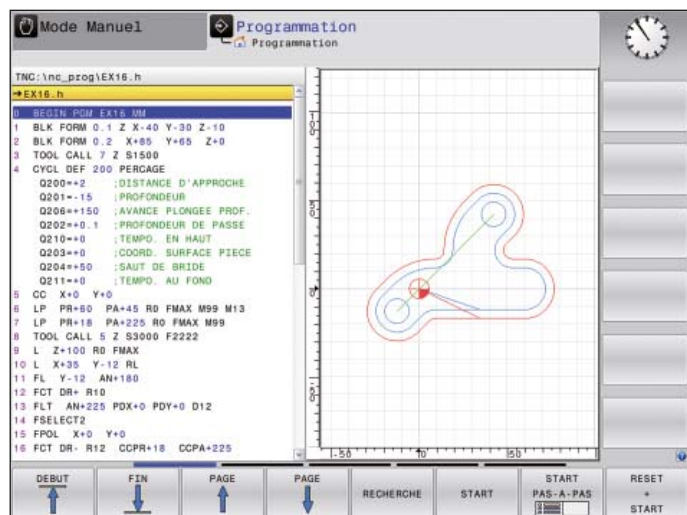 Mode Manuel
Programmation
Programmation
TNC:\nc_prog\EX16.h
→EX16.h
0 BEGIN PGM EX16 MM
1 BLK FORM 0.1 Z X-40 Y-30 Z-10
2 BLK FORM 0.2 X+85 Y+65 Z+0
3 TOOL CALL 7 Z S1500
4 CYCL DEF 200 PERCAGE
Q200=+2 ;DISTANCE D'APPROCHE
Q201=-15 ;PROFONDEUR
Q206=+150 ;AVANCE PLONGEE PROF.
Q202=+0.1 ;PROFONDEUR DE PASSE
Q210=+0 ;TEMPO. EN HAUT
Q203=+0 ;COORD. SURFACE PIECE
Q204=+50 ;SAUT DE BRIDE
Q211=+0 ;TEMPO. AU FOND
5 CC X+0 Y+0
6 LP PR+60 PA+45 R0 FMAX M99 M13
7 LP PR+18 PA+225 R0 FMAX M99
8 TOOL CALL 5 Z S3000 F2222
9 L Z+100 R0 FMAX
10 L X+35 Y-12 RL
11 FL Y-12 AN+180
12 FCT DR+ R10
13 FLT AN+225 PDX+0 PDY+0 D12
14 FSELECT2
15 FPOL X+0 Y+0
16 FCT DR- R12 CCPR+18 CCPA+225
100
50
0
-50
-50
0
50
DEBUT
FIN
PAGE
PAGE
RECHERCHE
START
START
PAS-A-PAS
RESET
+
START